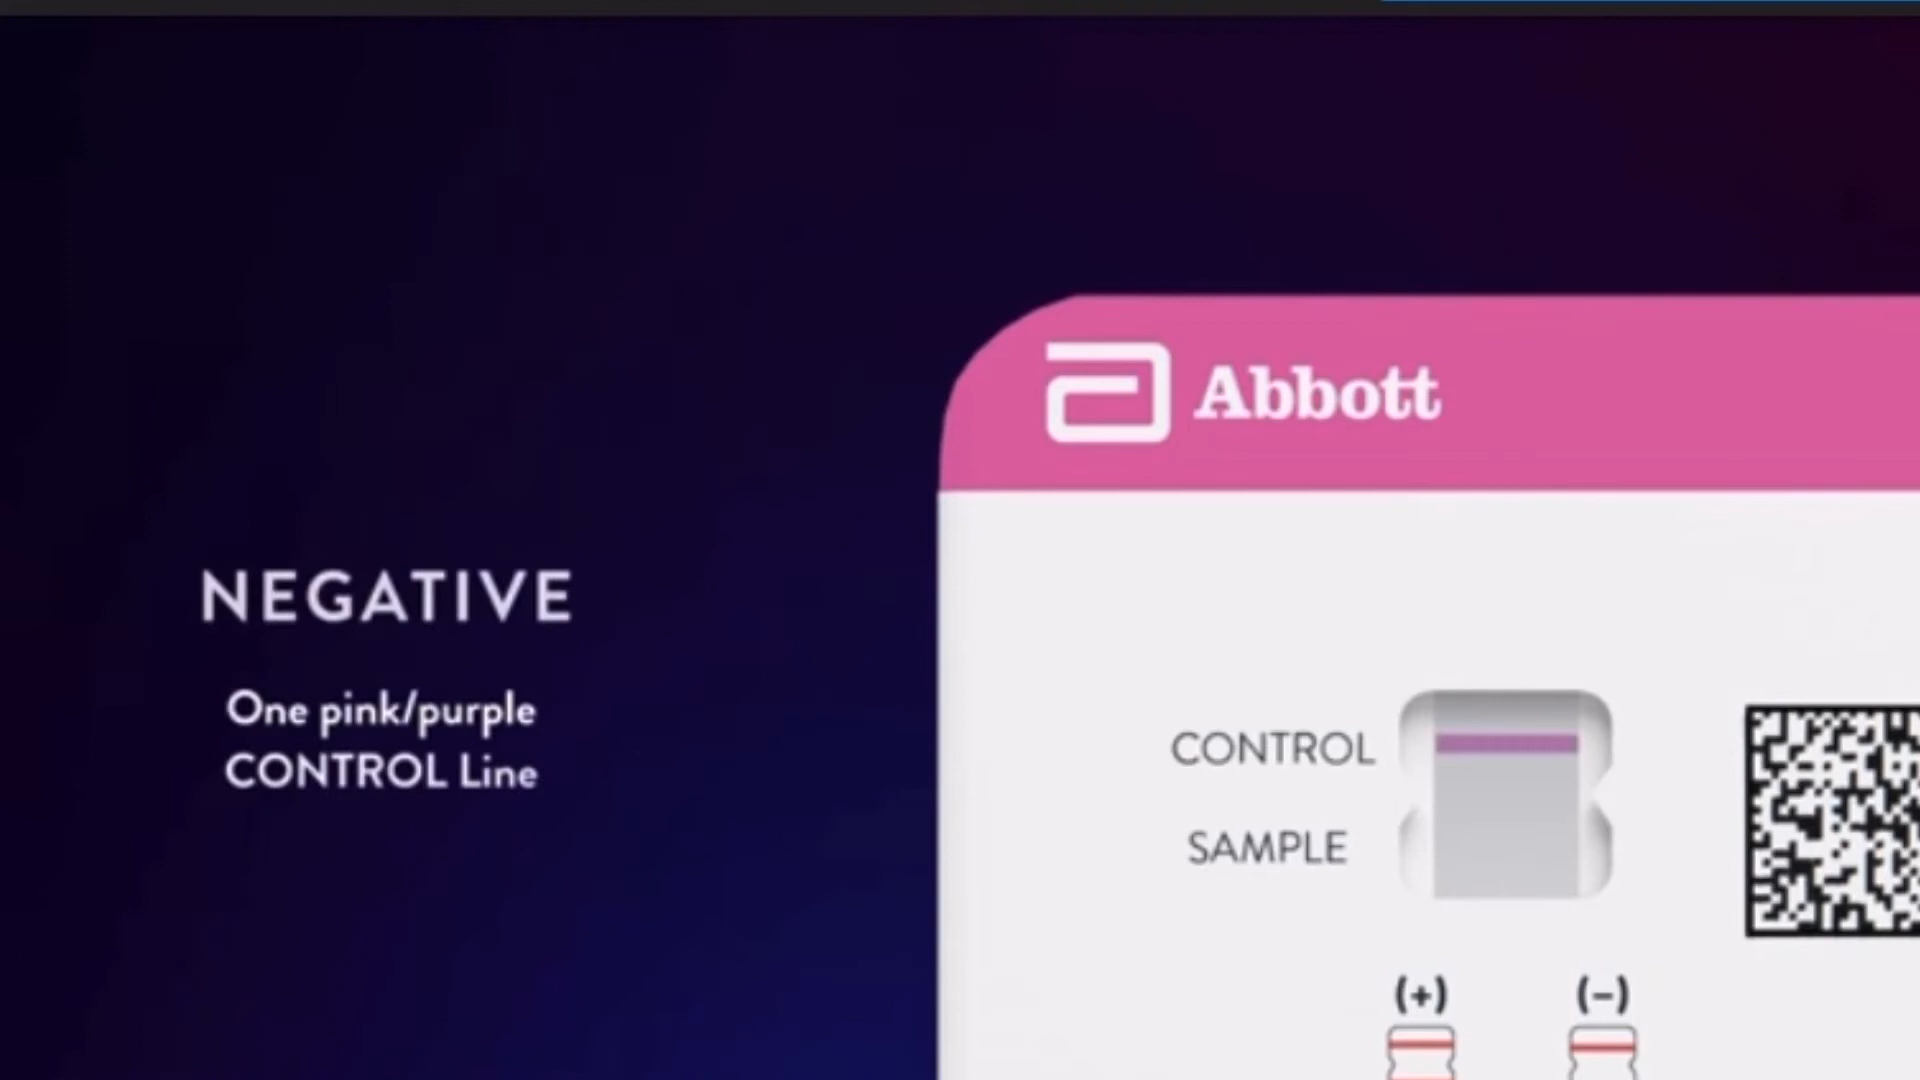 Abbott
NEGATIVE
One pink/purple
CONTROL Line
CONTROL
SAMPLE
(+) (−)